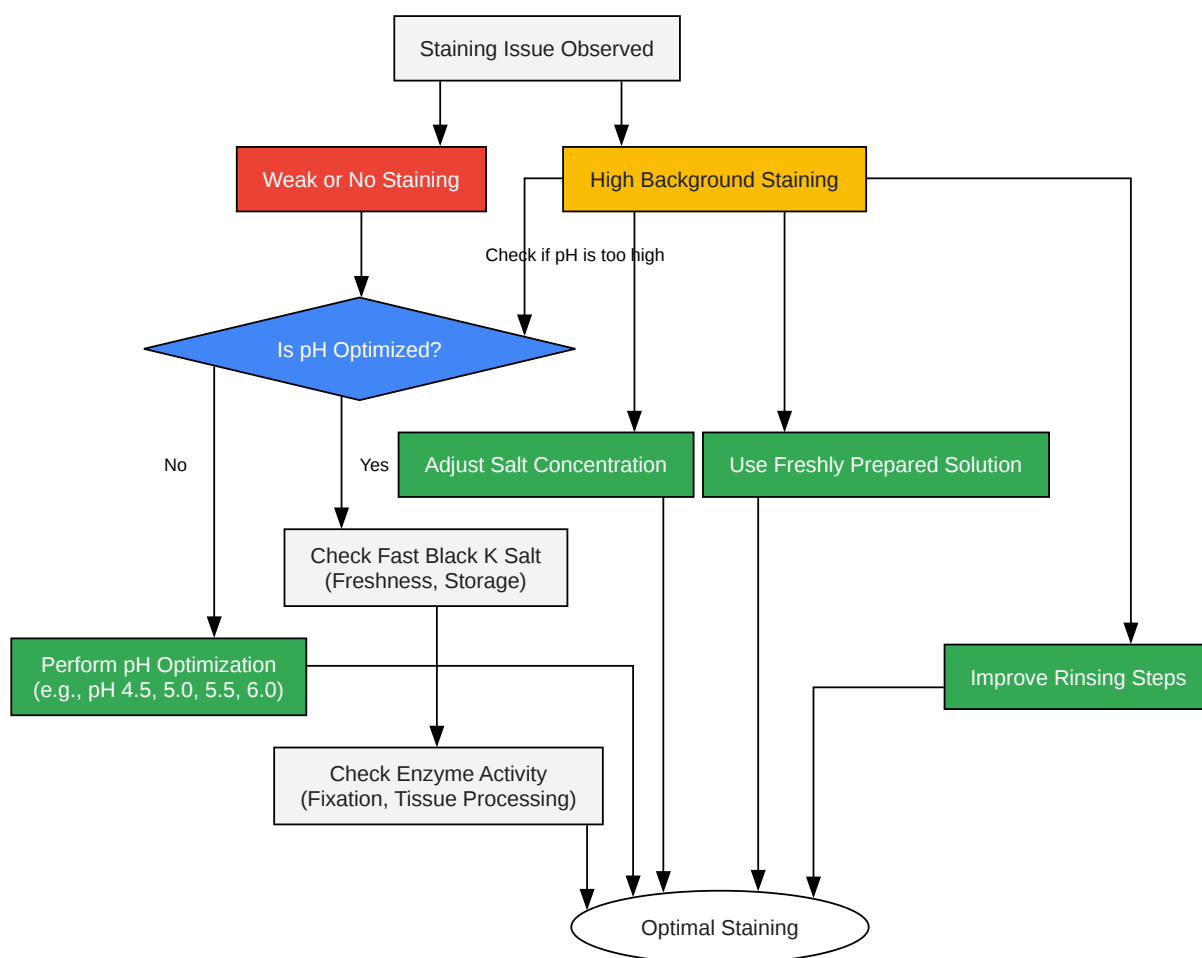 Staining Issue Observed
Weak or No Staining
High Background Staining
Check if pH is too high
Is pH Optimized?
No
Yes
Adjust Salt Concentration
Use Freshly Prepared Solution
Check Fast Black K Salt
(Freshness, Storage)
Perform pH Optimization
(e.g., pH 4.5, 5.0, 5.5, 6.0)
Improve Rinsing Steps
Check Enzyme Activity
(Fixation, Tissue Processing)
Optimal Staining